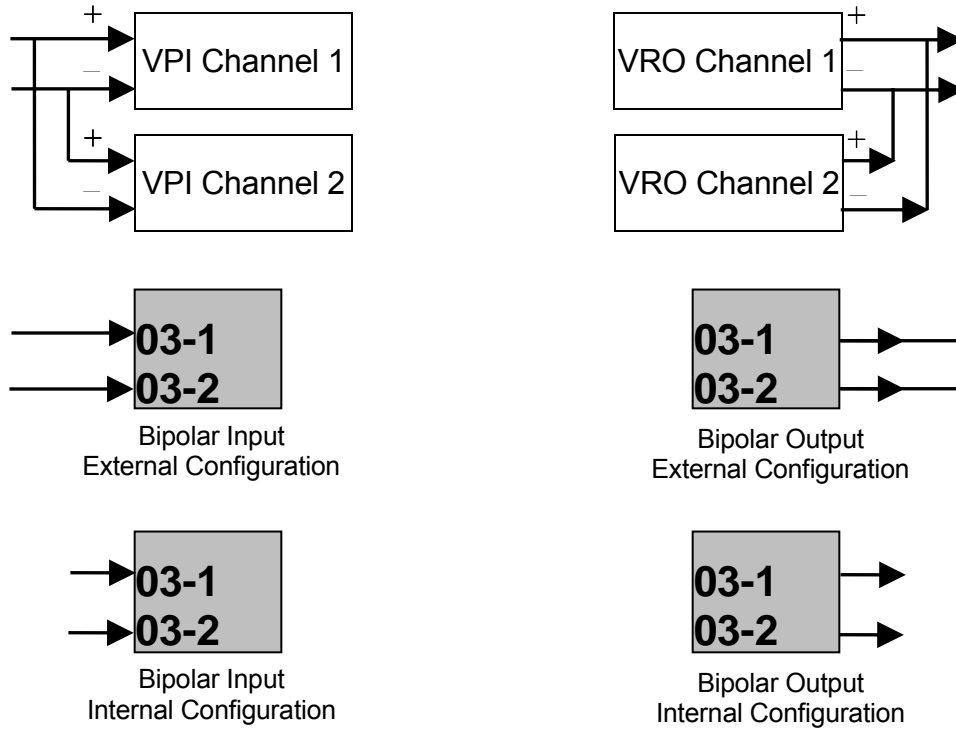 +
VPI Channel 1
–
+
VPI Channel 2
–
+
VRO Channel 1
–
+
VRO Channel 2
–
03-1
03-2
Bipolar Input
External Configuration
03-1
03-2
Bipolar Output
External Configuration
03-1
03-2
Bipolar Input
Internal Configuration
03-1
03-2
Bipolar Output
Internal Configuration